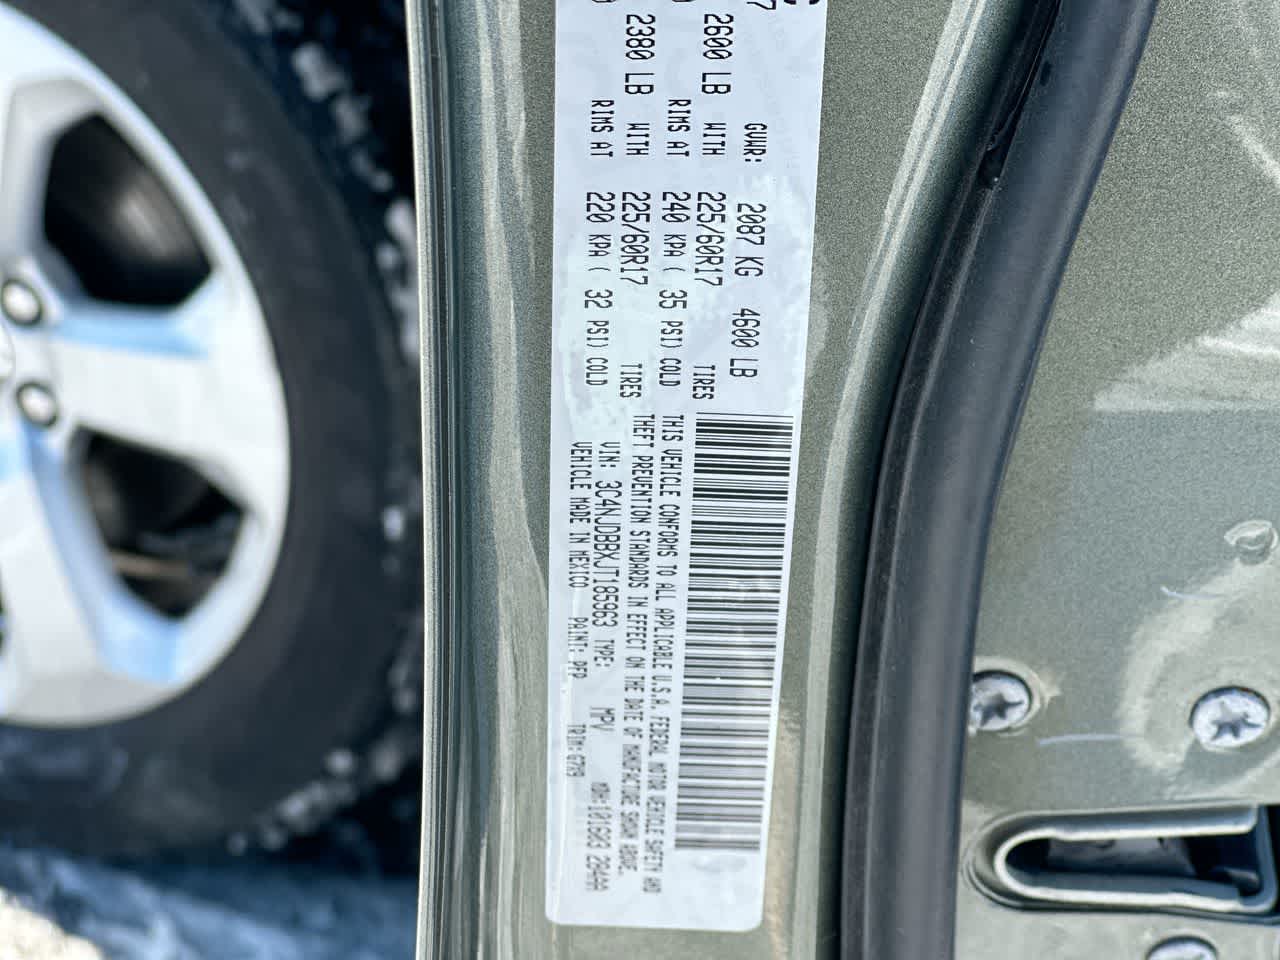 GVWR: 2087 KG 4600 LB
2600 LB WITH 225/60R17 TIRES
RIMS AT 240 KPA ( 35 PSI) COLD
2380 LB WITH 225/60R17 TIRES
RIMS AT 220 KPA ( 32 PSI) COLD
THIS VEHICLE CONFORMS TO ALL APPLICABLE U.S.A. FEDERAL MOTOR VEHICLE SAFETY AND
THEFT PREVENTION STANDARDS IN EFFECT ON THE DATE OF MANUFACTURE SHOWN ABOVE.
VIN: 3C4NJDBBXJT185963 TYPE: MPV
VEHICLE MADE IN MEXICO PAINT: PFP TRIM: